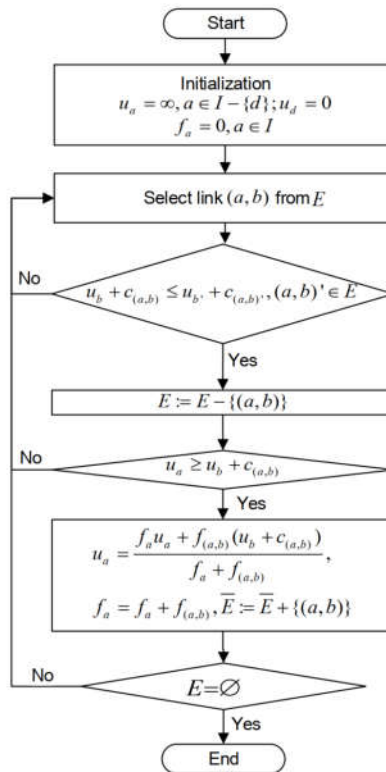 Start
Initialization
u_a = ∞, a ∈ I − {d}; u_d = 0
f_a = 0, a ∈ I
Select link (a, b) from E
No
u_b + c_(a,b) ≤ u_b' + c_(a,b)', (a,b)' ∈ E
Yes
E := E − {(a,b)}
No
u_a ≥ u_b + c_(a,b)
Yes
u_a = (f_a u_a + f_(a,b) (u_b + c_(a,b))) / (f_a + f_(a,b)),
f_a = f_a + f_(a,b), E̅ := E̅ + {(a,b)}
No
E=∅
Yes
End